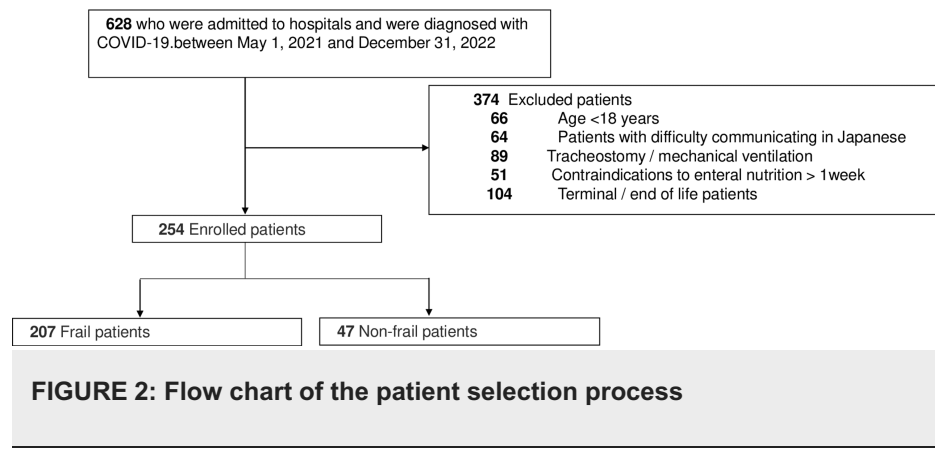 628 who were admitted to hospitals and were diagnosed with
COVID-19.between May 1, 2021 and December 31, 2022
374 Excluded patients
66 Age <18 years
64 Patients with difficulty communicating in Japanese
89 Tracheostomy / mechanical ventilation
51 Contraindications to enteral nutrition > 1week
104 Terminal / end of life patients
254 Enrolled patients
207 Frail patients
47 Non-frail patients
FIGURE 2: Flow chart of the patient selection process